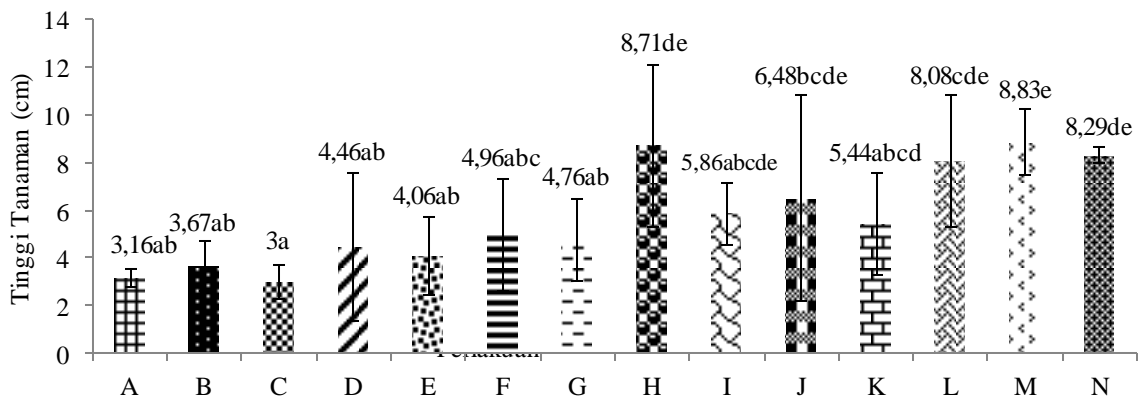 Tinggi Tanaman (cm)
14
12
10
8
6
4
2
0
3,16ab
3,67ab
3a
4,46ab
4,06ab
4,96abc
4,76ab
8,71de
5,86abcde
6,48bcde
5,44abcd
8,08cde
8,83e
8,29de
A B C D E F G H I J K L M N